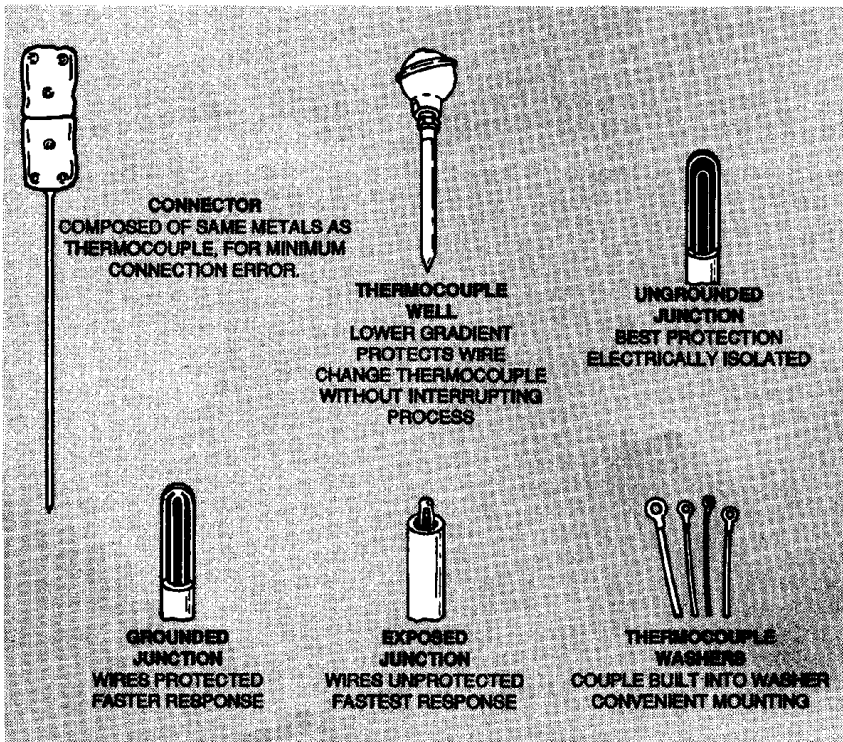 CONNECTOR
COMPOSED OF SAME METALS AS
THERMOCOUPLE, FOR MINIMUM
CONNECTION ERROR.
THERMOCOUPLE
WELL
LOWER GRADIENT
PROTECTS WIRE
CHANGE THERMOCOUPLE
WITHOUT INTERRUPTING
PROCESS
UNGROUNDED
JUNCTION
BEST PROTECTION
ELECTRICALLY ISOLATED
GROUNDED
JUNCTION
WIRES PROTECTED
FASTER RESPONSE
EXPOSED
JUNCTION
WIRES UNPROTECTED
FASTEST RESPONSE
THERMOCOUPLE
WASHERS
COUPLE BUILT INTO WASHER
CONVENIENT MOUNTING